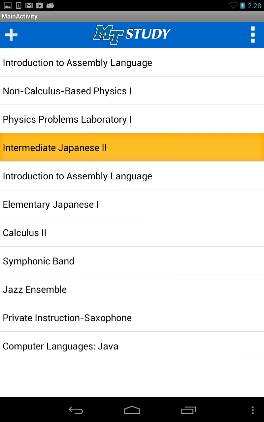 2:28
MainActivity
MT STUDY
Introduction to Assembly Language
Non-Calculus-Based Physics I
Physics Problems Laboratory I
Intermediate Japanese II
Introduction to Assembly Language
Elementary Japanese I
Calculus II
Symphonic Band
Jazz Ensemble
Private Instruction-Saxophone
Computer Languages: Java